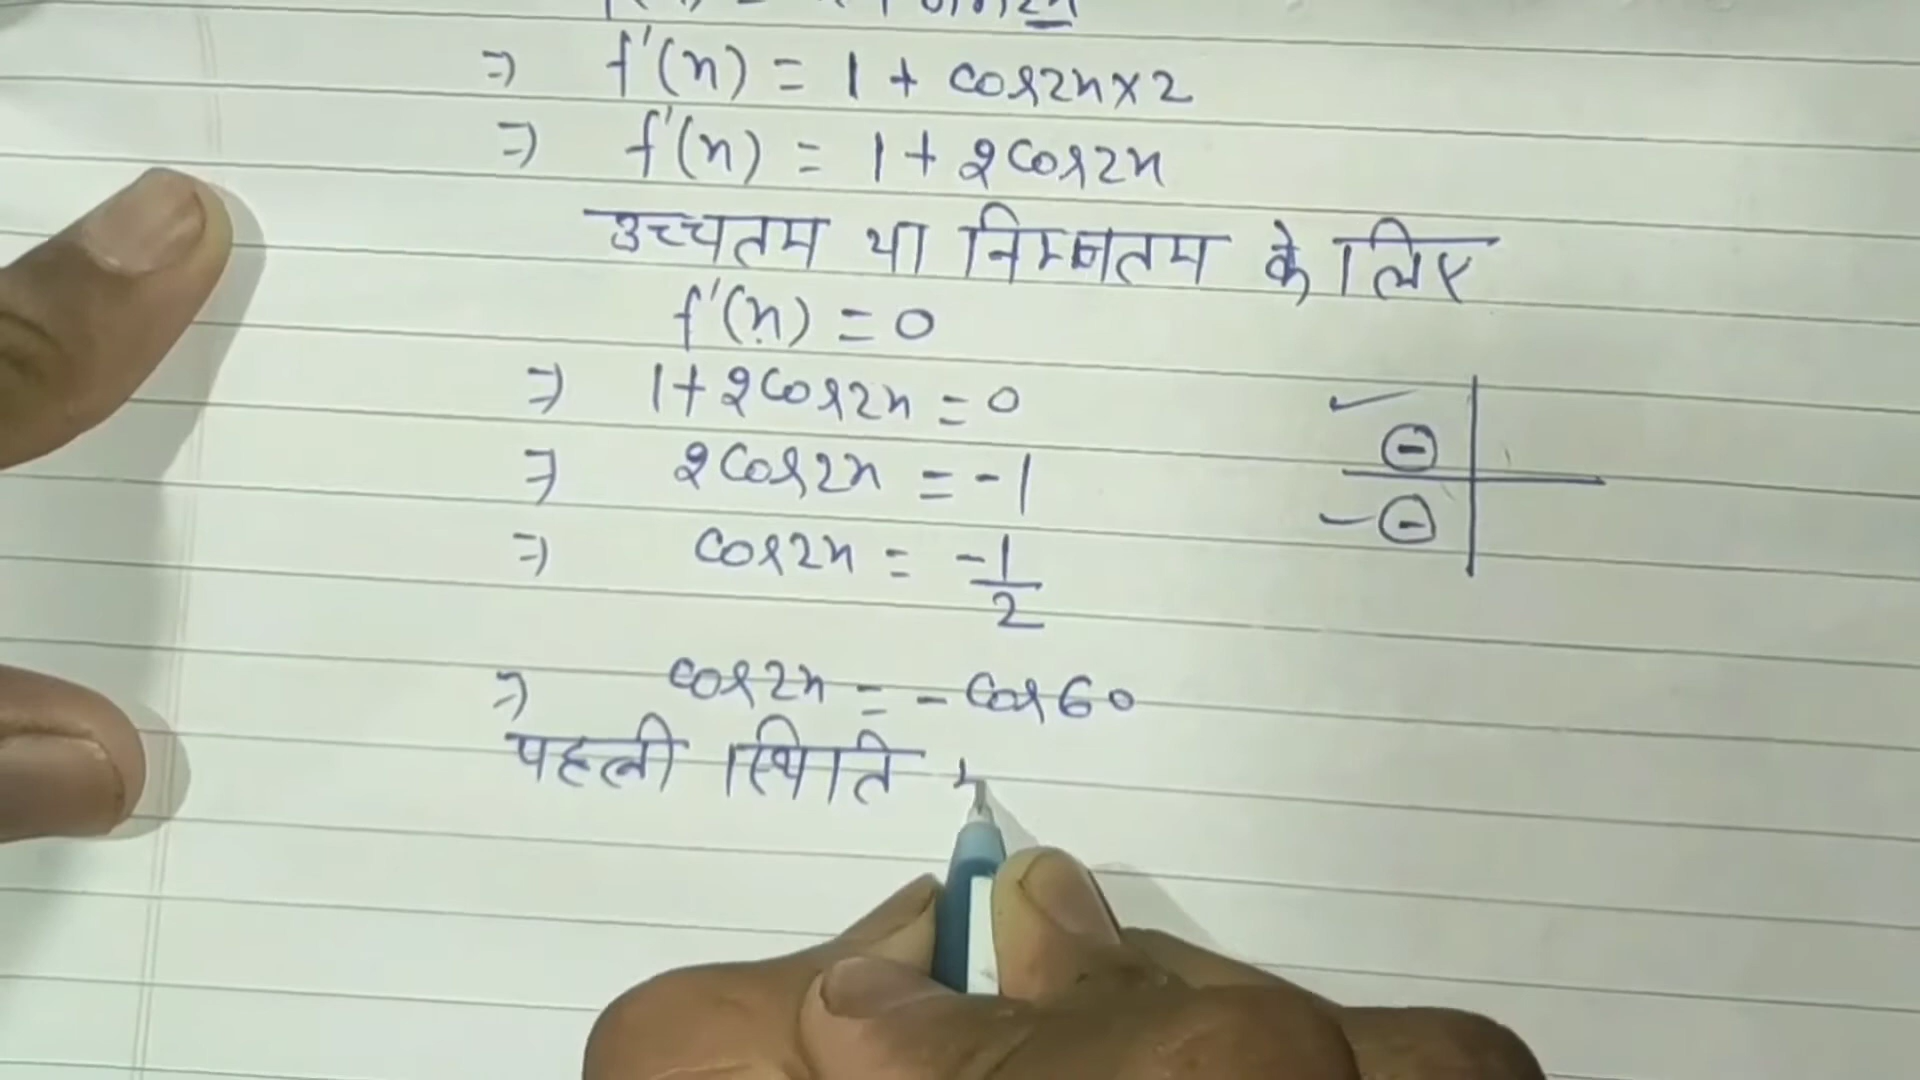 ⇒ f'(x) = 1 + cos2x×2
⇒ f'(x) = 1 + 2cos2x
उच्चतम या निम्नतम के लिए
f'(x) = 0
⇒ 1 + 2cos2x = 0
⇒ 2cos2x = -1
⇒ cos2x = -1/2
⇒ cos2x = - cos60
पहली स्थिति